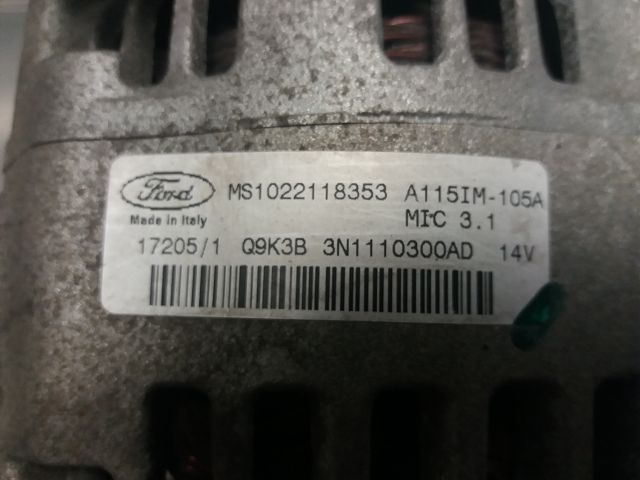 Ford MS1022118353 A115IM-105A
Made in Italy MIC 3.1
17205/1 Q9K3B 3N1110300AD 14V